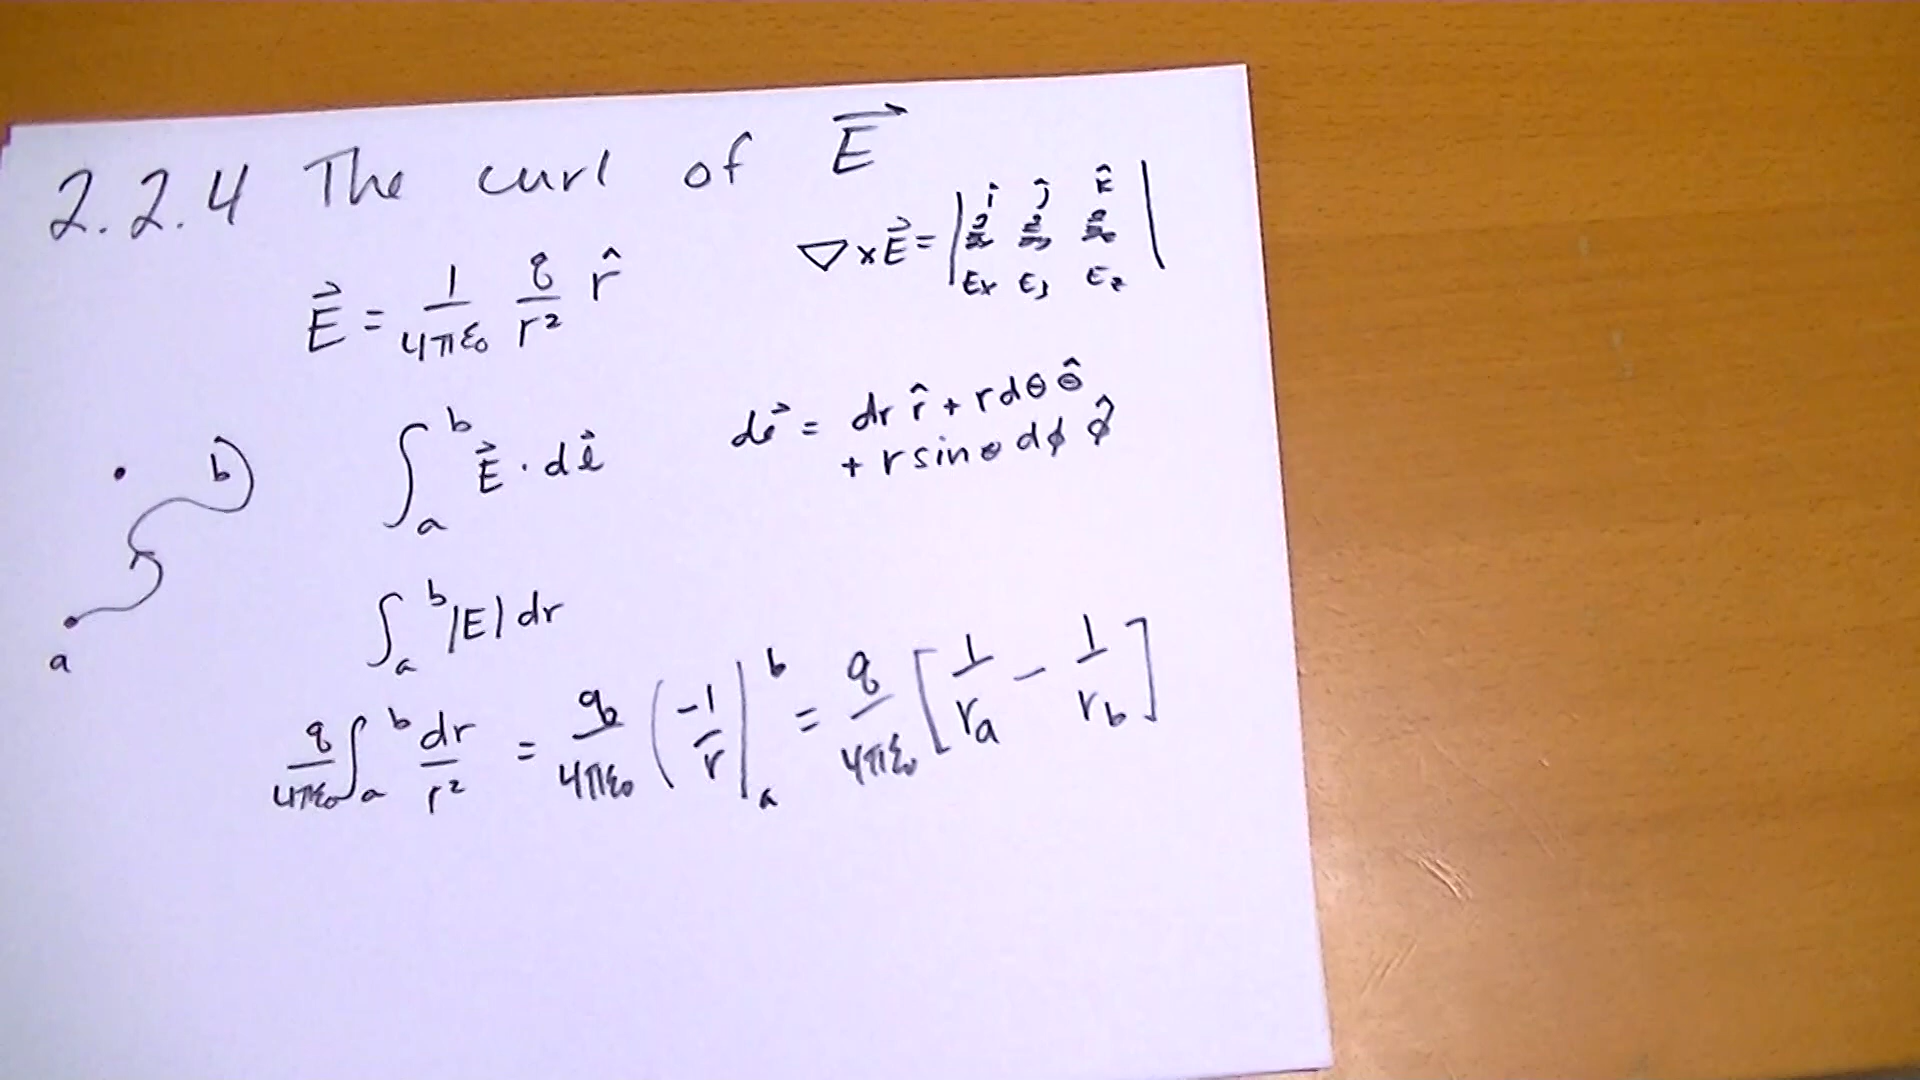 2.2.4 The curl of E⃗
∇×E⃗ = | î ĵ k̂
∂/∂x ∂/∂y ∂/∂z
Ex Ey Ez |
E⃗ = 1/4πε₀ q/r² r̂
dl⃗ = dr r̂ + r dθ θ̂
+ r sinθ dϕ ϕ̂
∫ₐᵇ E⃗ · dl⃗
b
a
∫ₐᵇ |E| dr
q/4πε₀ ∫ₐᵇ dr/r² = q/4πε₀ (-1/r |ₐᵇ = q/4πε₀ [1/rₐ − 1/r_b]